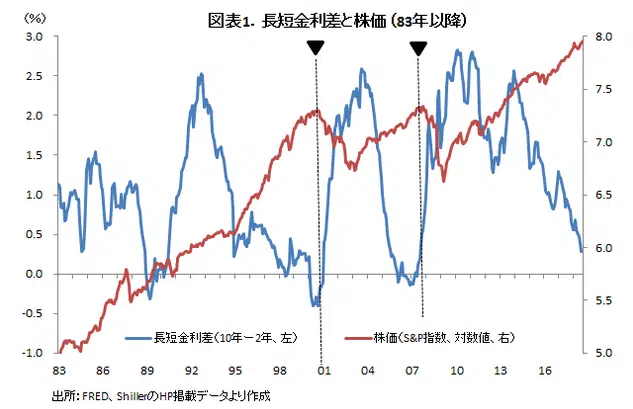 図表1. 長短金利差と株価 (83年以降)
(%)
3.0 8.0
2.5 7.5
2.0
1.5 7.0
1.0 6.5
0.5 6.0
0.0
-0.5 5.5
-1.0 5.0
長短金利差(10年ー2年、左) 株価(S&P指数、対数値、右)
83 86 89 92 95 98 01 04 07 10 13 16
出所: FRED、ShillerのHP掲載データより作成